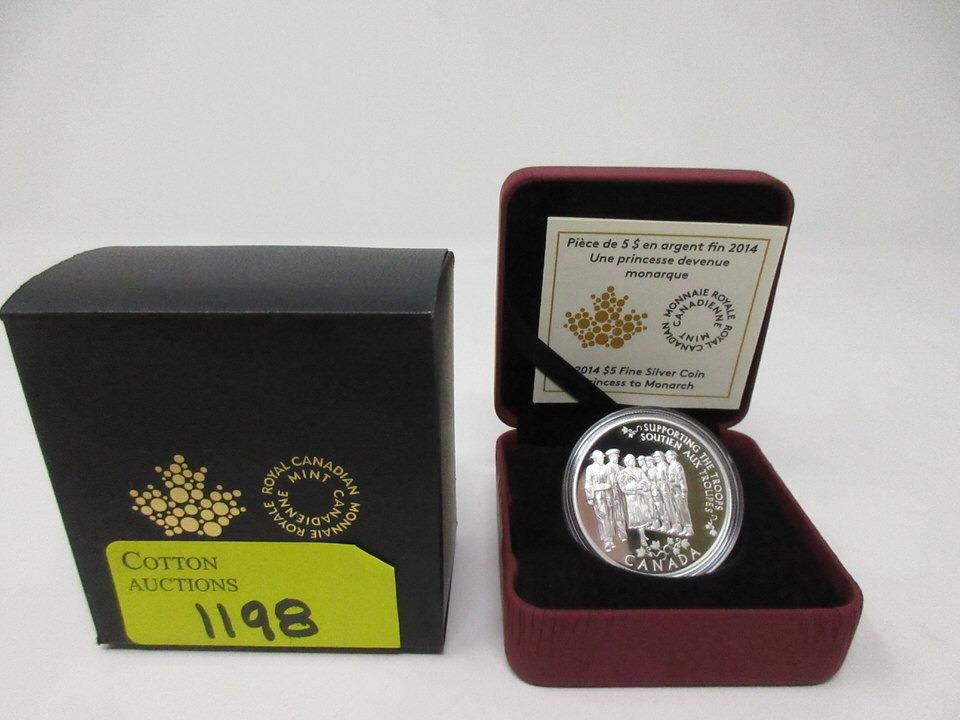 ROYAL CANADIAN MINT
MONNAIE ROYALE CANADIENNE
COTTON
AUCTIONS
1198
Pièce de 5 $ en argent fin 2014
Une princesse devenue
monarque
MONNAIE ROYALE CANADIENNE
ROYAL CANADIAN MINT
2014 $5 Fine Silver Coin
incess to Monarch
SUPPORTING THE TROOPS
SOUTIEN AUX TROUPES
CANADA